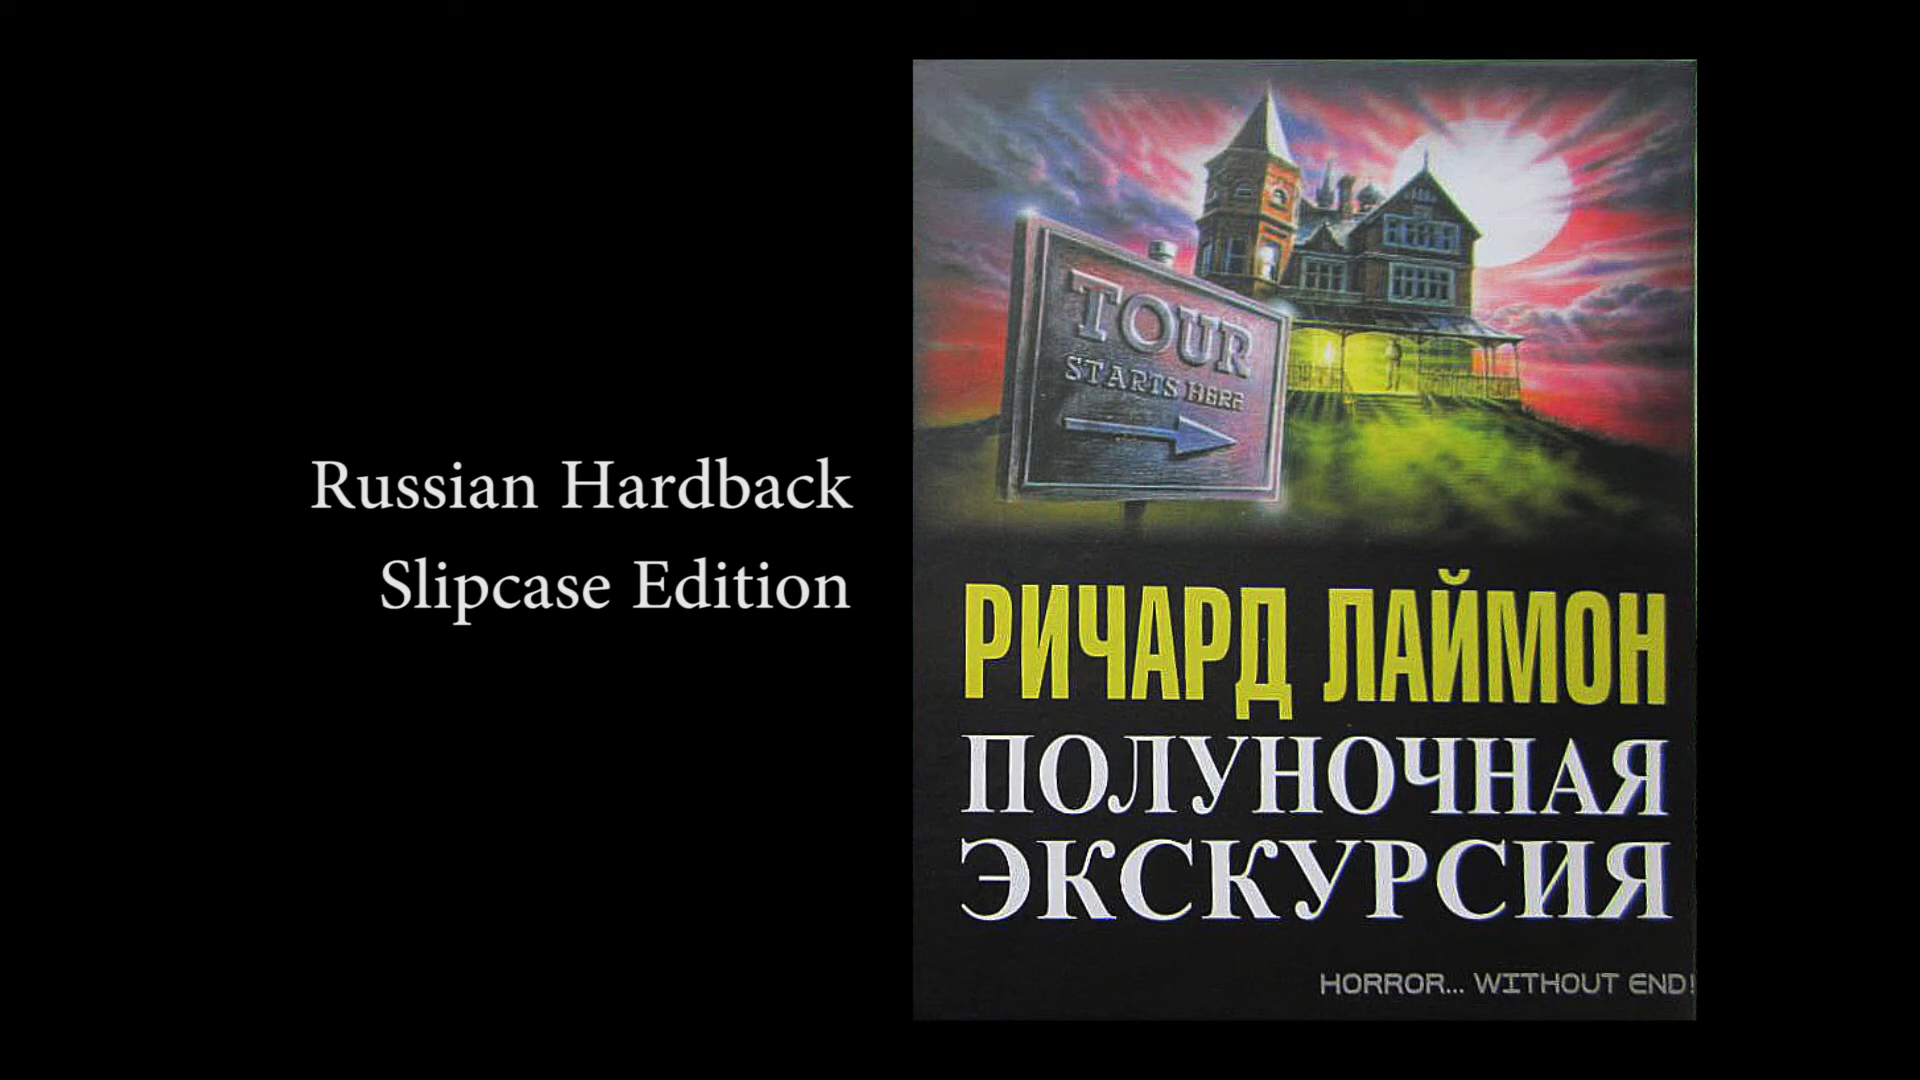 Russian Hardback
Slipcase Edition
TOUR
STARTS HERE
РИЧАРД ЛАЙМОН
ПОЛУНОЧНАЯ
ЭКСКУРСИЯ
HORROR... WITHOUT END!